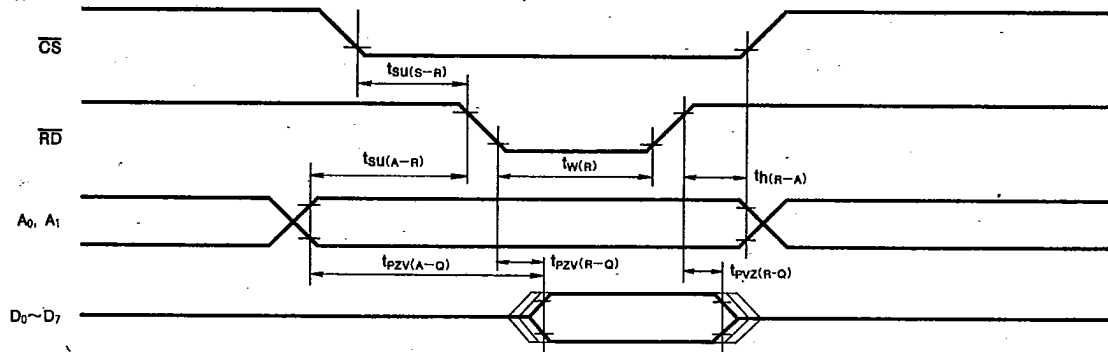 CS
tSU(S−R)
RD
tSU(A−R)
tW(R)
th(R−A)
A0, A1
tPZV(A−Q)
tPZV(R−Q)
tPVZ(R−Q)
D0~D7